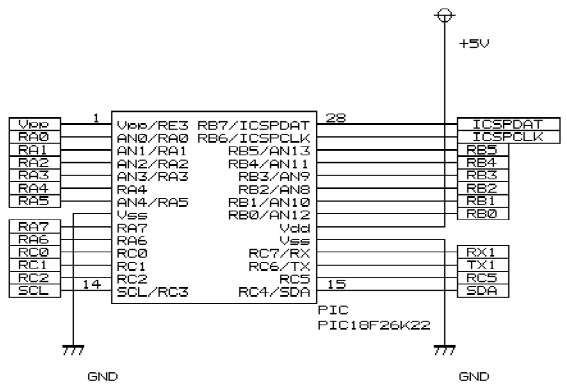 +5V
1
28
Vpp
Vpp/RE3 RB7/ICSPDAT
ICSPDAT
RA0
AN0/RA0 RB6/ICSPCLK
ICSPCLK
RA1
AN1/RA1 RB5/AN13
RB5
RA2
AN2/RA2 RB4/AN11
RB4
RA3
AN3/RA3 RB3/AN9
RB3
RA4
RA4 RB2/AN8
RB2
RA5
AN4/RA5 RB1/AN10
RB1
Vss RB0/AN12
RB0
RA7
RA7 Vdd
RA6
RA6 Vss
RC0
RC0 RC7/RX
RX1
RC1
RC1 RC6/TX
TX1
RC2
14
RC2 RC5
15
RC5
SCL
SCL/RC3 RC4/SDA
SDA
PIC
PIC18F26K22
GND
GND